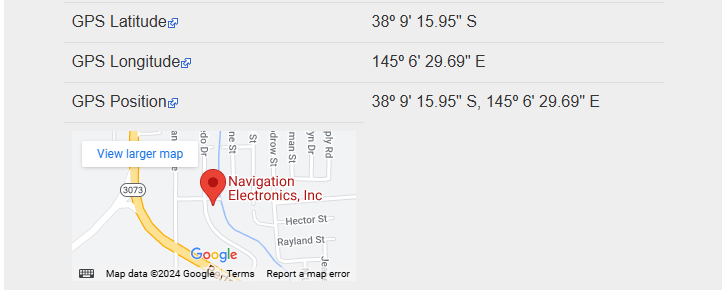 GPS Latitude
38º 9' 15.95" S
GPS Longitude
145º 6' 29.69" E
GPS Position
38º 9' 15.95" S, 145º 6' 29.69" E
View larger map
do Dr
ne St
St
drow St
man St
yn Dr
ply Rd
3073
Navigation
Electronics, Inc
Hector St
Rayland St
Je
Google
Map data ©2024 Google
Terms
Report a map error